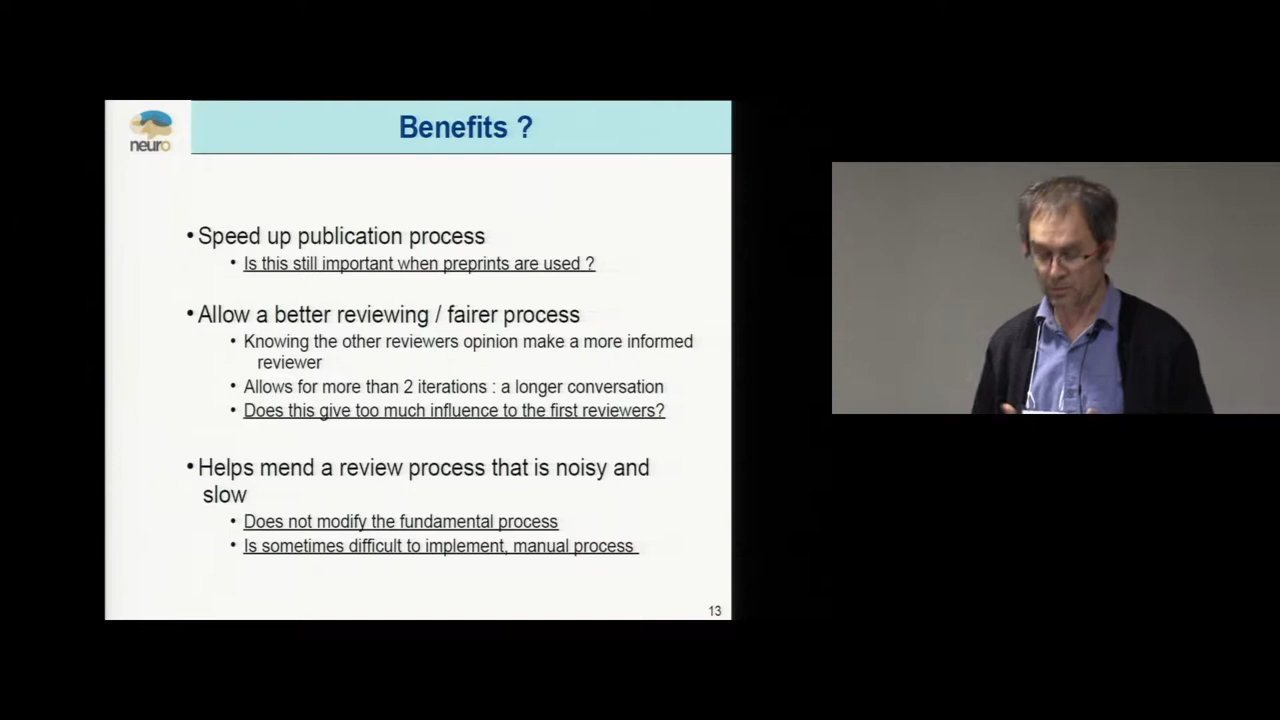 neuro
Benefits ?
• Speed up publication process
• Is this still important when preprints are used ?
• Allow a better reviewing / fairer process
• Knowing the other reviewers opinion make a more informed
reviewer
• Allows for more than 2 iterations : a longer conversation
• Does this give too much influence to the first reviewers?
• Helps mend a review process that is noisy and
slow
• Does not modify the fundamental process
• Is sometimes difficult to implement, manual process
13